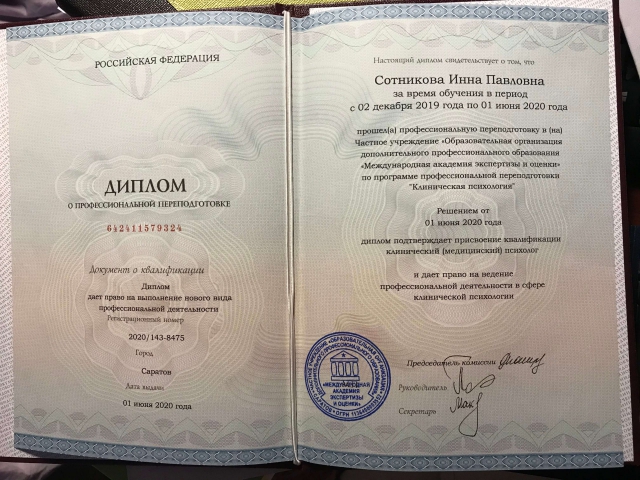 РОССИЙСКАЯ ФЕДЕРАЦИЯ
ДИПЛОМ
О ПРОФЕССИОНАЛЬНОЙ ПЕРЕПОДГОТОВКЕ
642411579324
Документ о квалификации
Диплом
дает право на выполнение нового вида
профессиональной деятельности
Регистрационный номер
2020/143-8475
Город
Саратов
Дата выдачи
01 июня 2020 года
Настоящий диплом свидетельствует о том, что
Сотникова Инна Павловна
за время обучения в период
с 02 декабря 2019 года по 01 июня 2020 года
прошел(а) профессиональную переподготовку в (на)
Частное учреждение «Образовательная организация
дополнительного профессионального образования
«Международная академия экспертизы и оценки»
по программе профессиональной переподготовки
"Клиническая психология"
Решением от
01 июня 2020 года
диплом подтверждает присвоение квалификации
клинический (медицинский) психолог
и дает право на ведение
профессиональной деятельности в сфере
клинической психологии
Председатель комиссии
Руководитель
Секретарь
«МЕЖДУНАРОДНАЯ
АКАДЕМИЯ
ЭКСПЕРТИЗЫ
И ОЦЕНКИ»